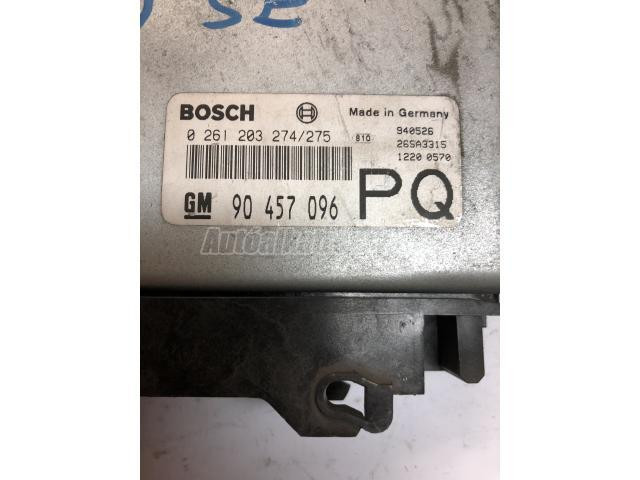 BOSCH Made in Germany
0 261 203 274/275 810 940526
26SA3315
1220 0570
GM 90 457 096 PQ